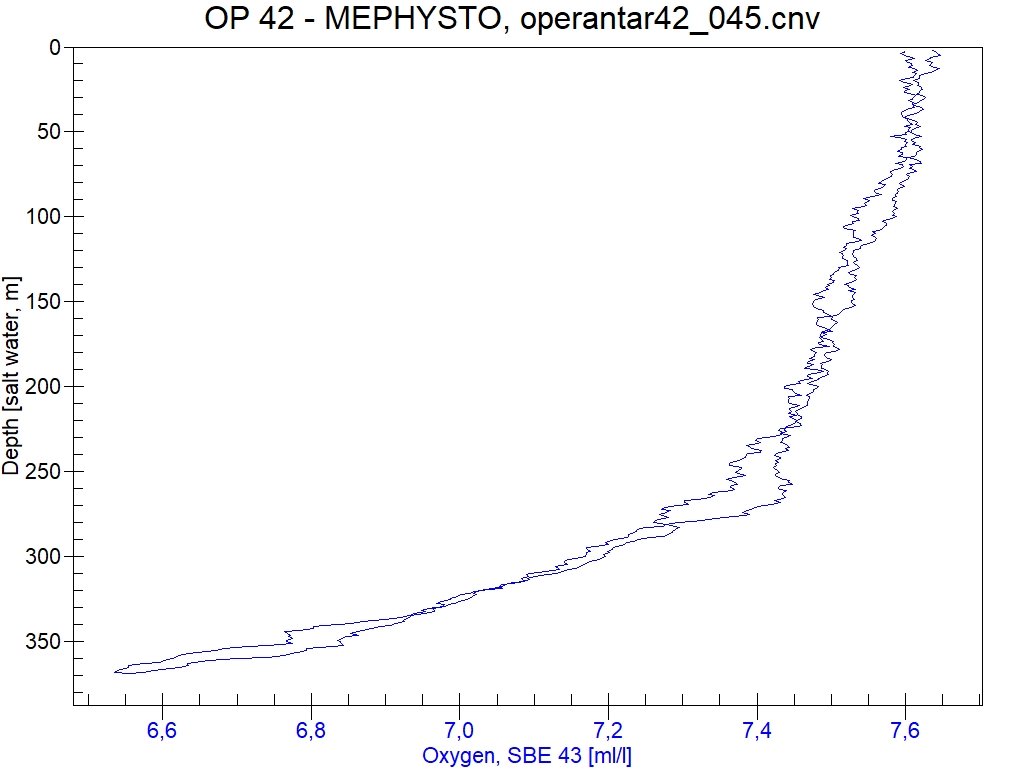 OP 42 - MEPHYSTO, operantar42_045.cnv
0
50
100
150
200
250
300
350
Depth [salt water, m]
6,6 6,8 7,0 7,2 7,4 7,6
Oxygen, SBE 43 [ml/l]